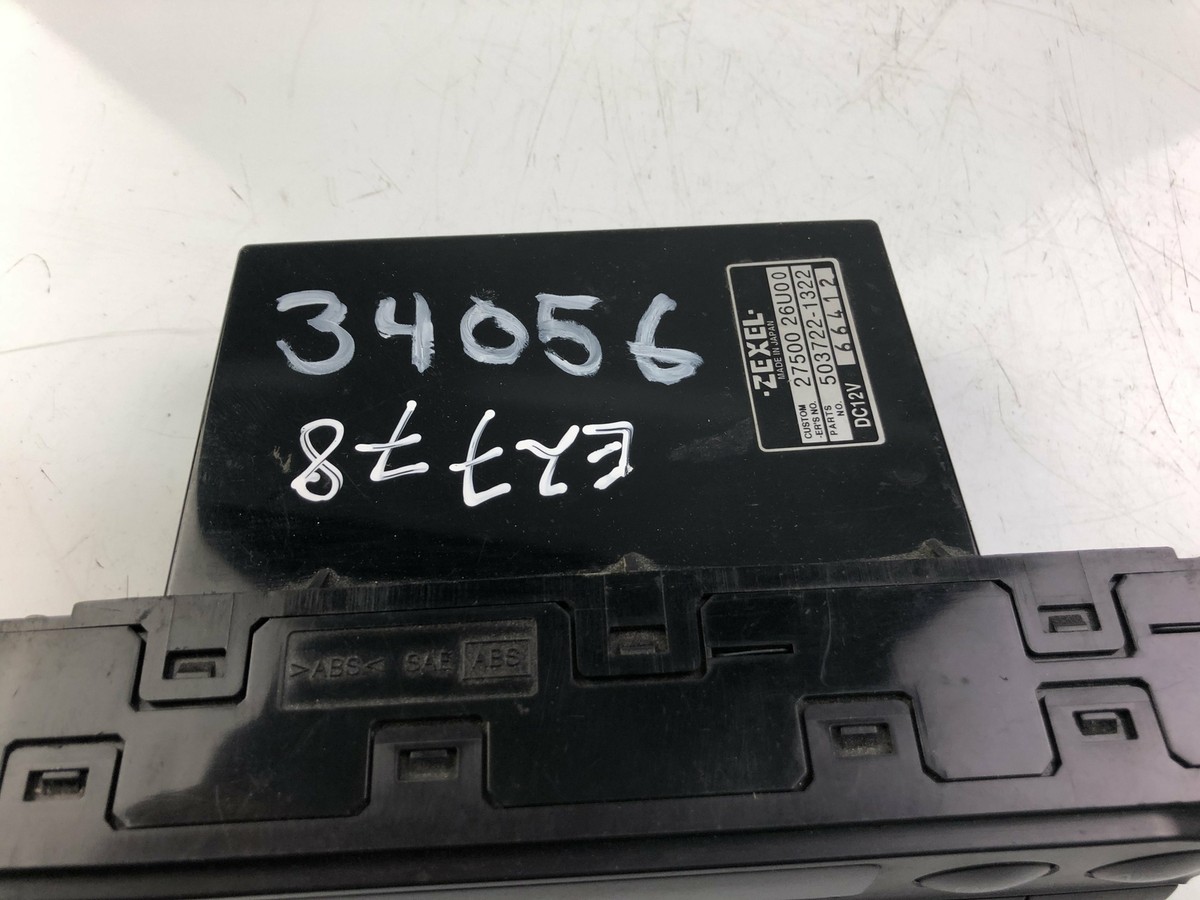 34056
ER778
·ZEXEL·
MADE IN JAPAN
CUSTOM -ER'S NO. 27500 26U00
PARTS NO. 503722-1322
DC12V 66412
>ABS< SAE ABS